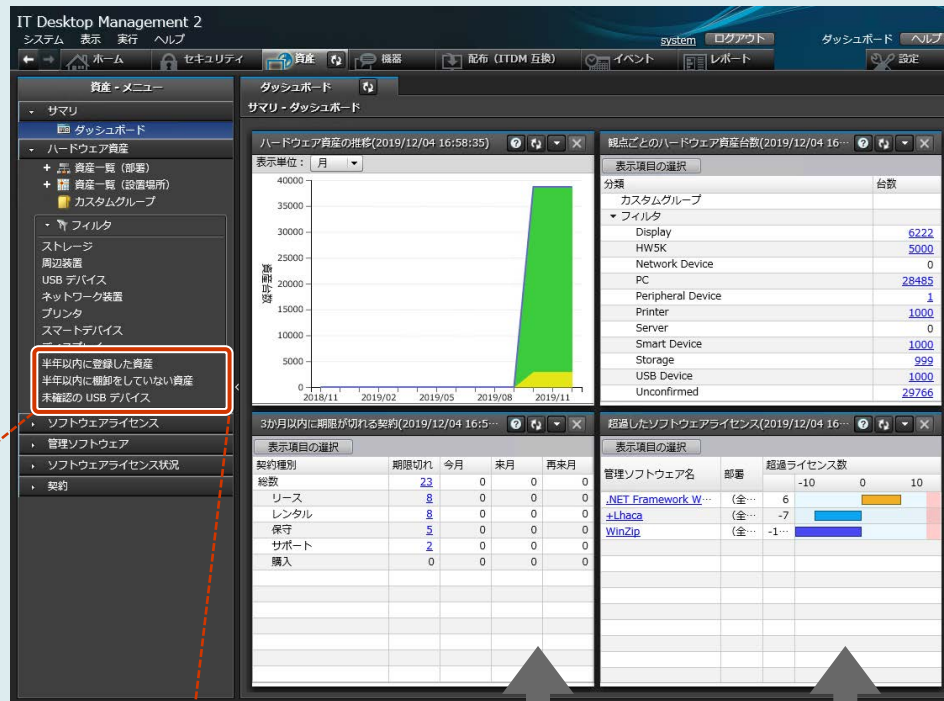 IT Desktop Management 2
システム 表示 実行 ヘルプ
system ログアウト ダッシュボード ヘルプ
ホーム セキュリティ 資産 機器 配布 (ITDM 互換) イベント レポート 設定
資産 - メニュー
サマリ
ダッシュボード
ハードウェア資産
資産一覧 (部署)
資産一覧 (設置場所)
カスタムグループ
フィルタ
ストレージ
周辺装置
USB デバイス
ネットワーク装置
プリンタ
スマートデバイス
半年以内に登録した資産
半年以内に棚卸をしていない資産
未確認の USB デバイス
ソフトウェアライセンス
管理ソフトウェア
ソフトウェアライセンス状況
契約
ダッシュボード
サマリ - ダッシュボード
ハードウェア資産の推移(2019/12/04 16:58:35)
表示単位: 月
資産台数
40000
35000
30000
25000
20000
15000
10000
5000
0
2018/11 2019/02 2019/05 2019/08 2019/11
観点ごとのハードウェア資産台数(2019/12/04 16…
表示項目の選択
分類 台数
カスタムグループ
フィルタ
Display 6222
HW5K 5000
Network Device 0
PC 28485
Peripheral Device 1
Printer 1000
Server 0
Smart Device 1000
Storage 999
USB Device 1000
Unconfirmed 29766
3か月以内に期限が切れる契約(2019/12/04 16:5…
表示項目の選択
契約種別 期限切れ 今月 来月 再来月
総数 23 0 0 0
リース 8 0 0 0
レンタル 8 0 0 0
保守 5 0 0 0
サポート 2 0 0 0
購入 0 0 0 0
超過したソフトウェアライセンス(2019/12/04 16…
表示項目の選択
管理ソフトウェア名 部署 超過ライセンス数
-10 0 10
.NET Framework W… (全… 6
+Lhaca (全… -7
WinZip (全… -1…